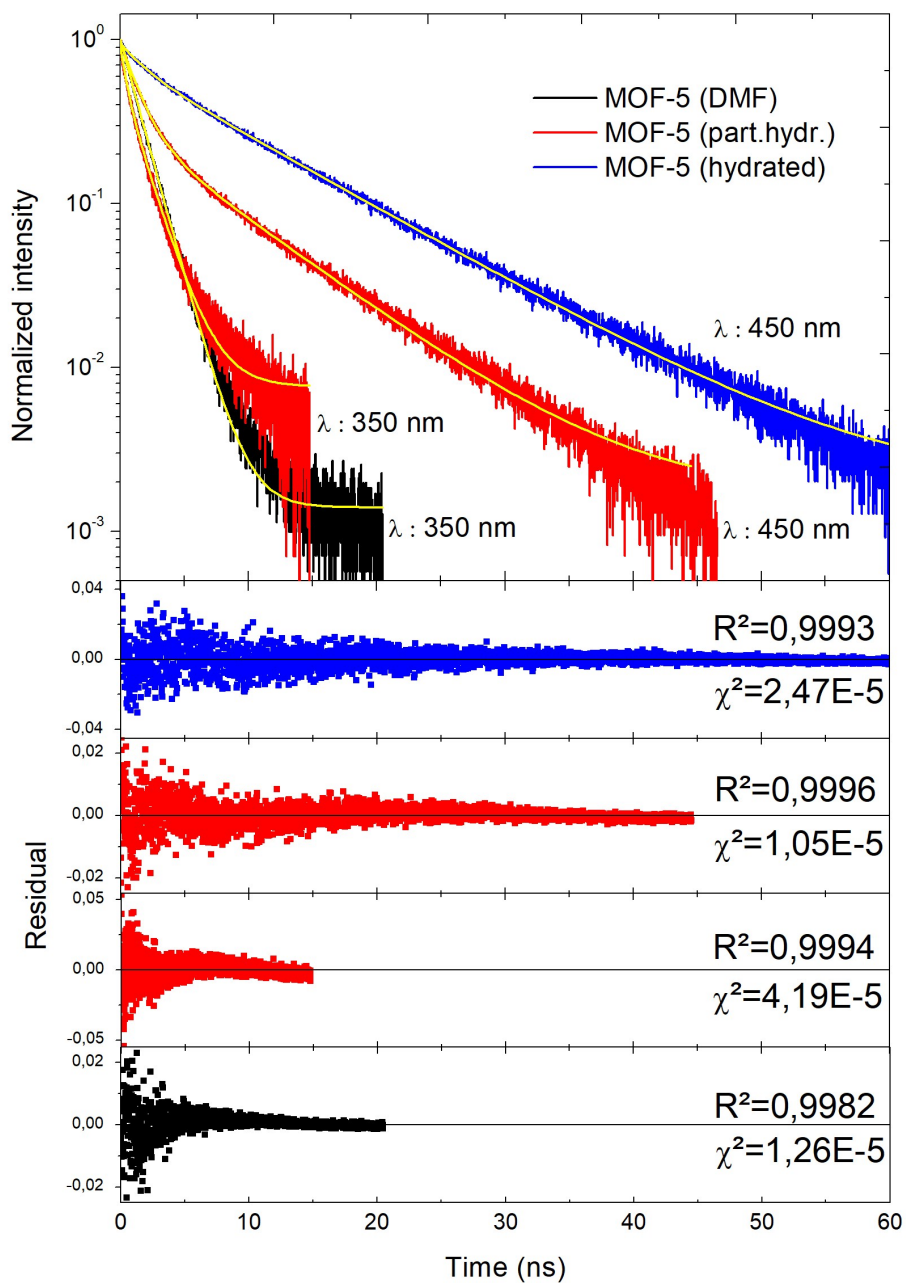 10⁰
10⁻¹
10⁻²
10⁻³
Normalized intensity
MOF-5 (DMF)
MOF-5 (part.hydr.)
MOF-5 (hydrated)
λ : 450 nm
λ : 350 nm
λ : 350 nm
λ : 450 nm
0,04
0,00
-0,04
R²=0,9993
χ²=2,47E-5
0,02
0,00
-0,02
R²=0,9996
χ²=1,05E-5
Residual
0,05
0,00
-0,05
R²=0,9994
χ²=4,19E-5
0,02
0,00
-0,02
R²=0,9982
χ²=1,26E-5
0 10 20 30 40 50 60
Time (ns)